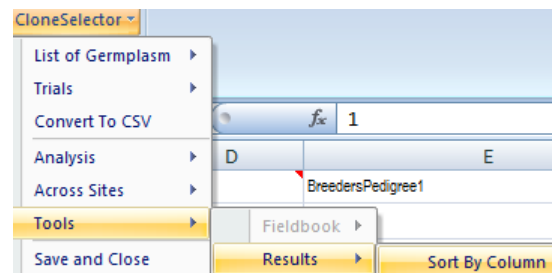 CloneSelector
List of Germplasm
Trials
Convert To CSV
fx 1
Analysis
D E
Across Sites
BreedersPedigree1
Tools
Fieldbook
Save and Close
Results
Sort By Column